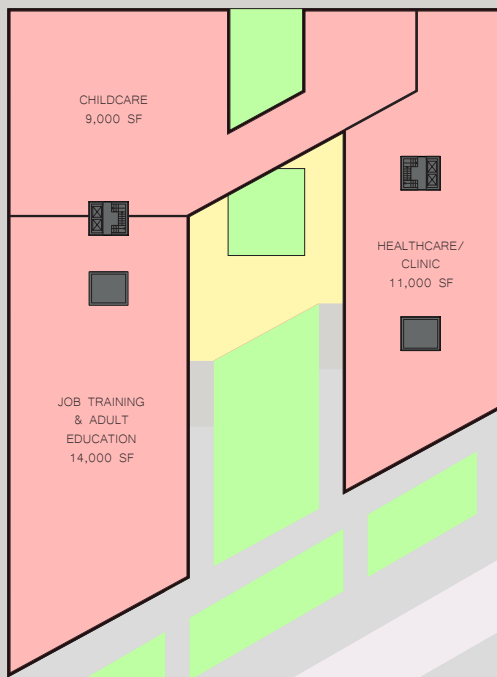 CHILDCARE
9,000 SF
HEALTHCARE/
CLINIC
11,000 SF
JOB TRAINING
& ADULT
EDUCATION
14,000 SF